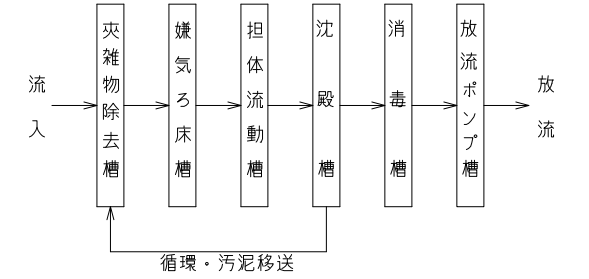 流入
夾雑物除去槽
嫌気ろ床槽
担体流動槽
沈殿槽
消毒槽
放流ポンプ槽
放流
循環・汚泥移送